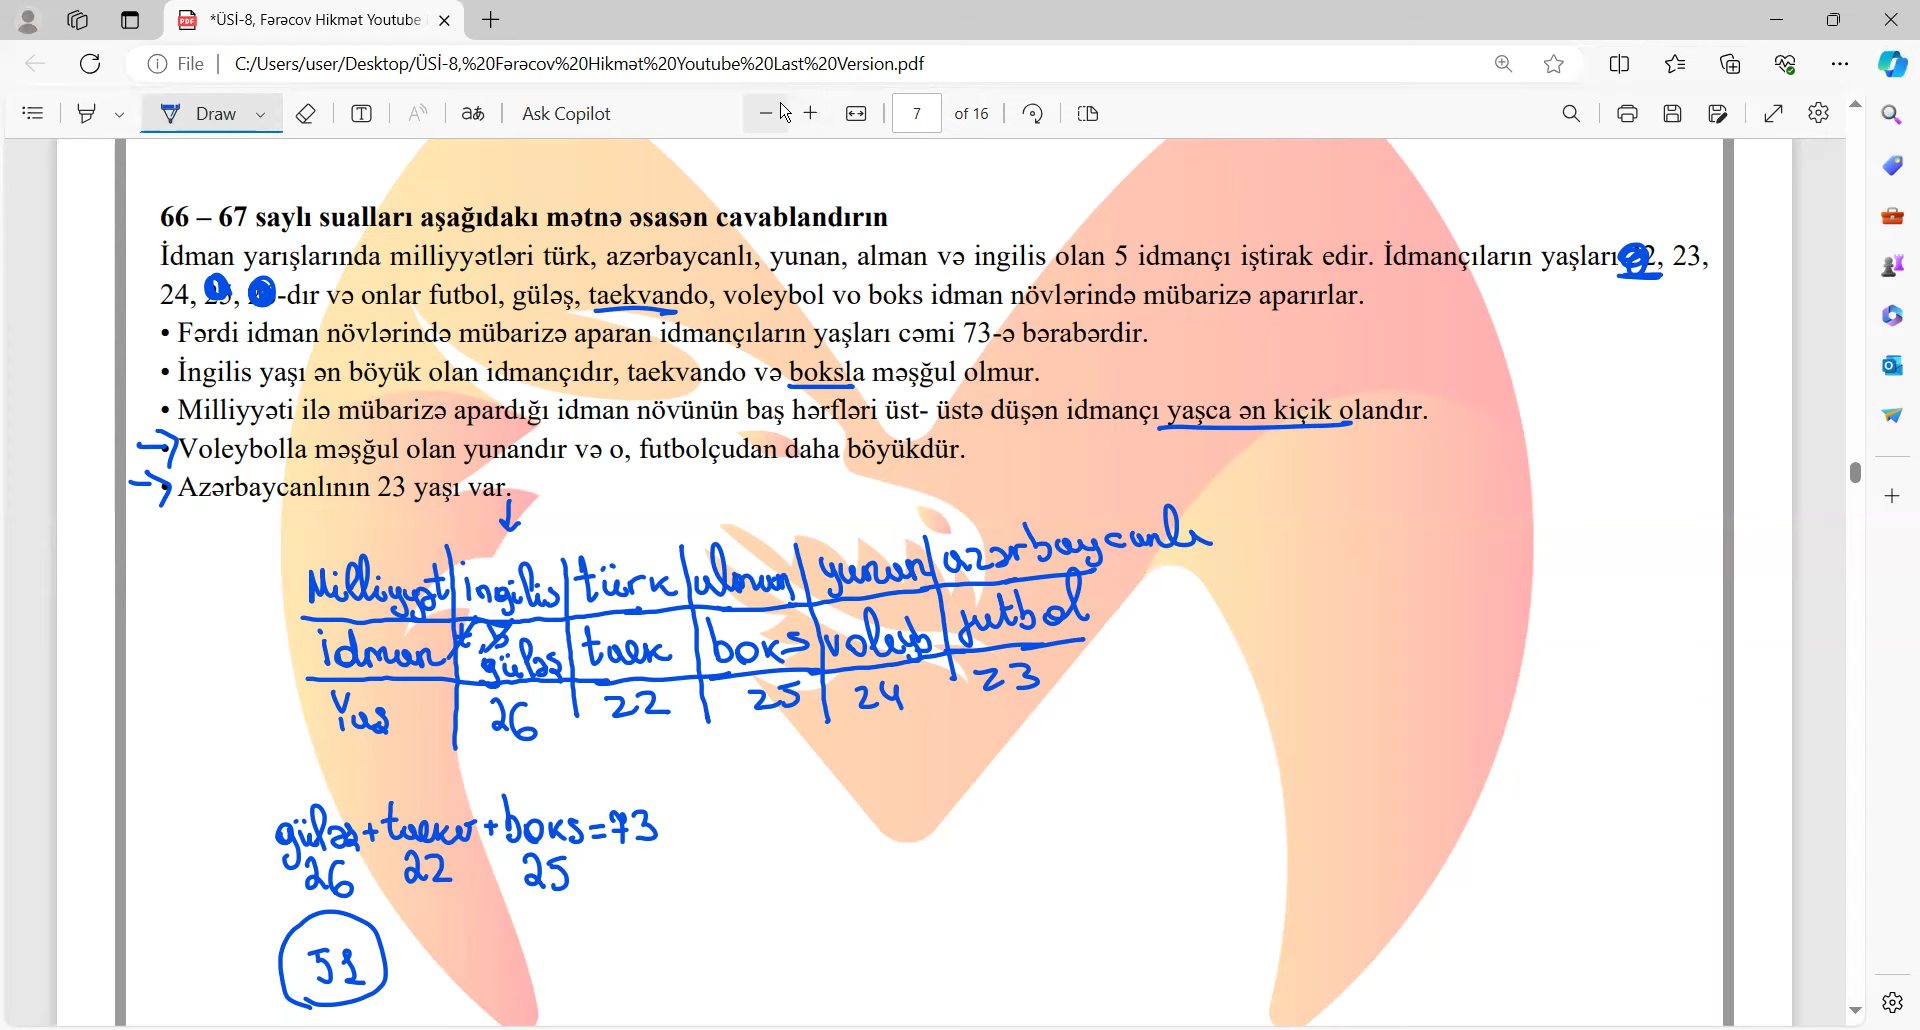 *ÜSİ-8, Fərəcov Hikmət Youtube
File
C:/Users/user/Desktop/ÜSİ-8,%20Fərəcov%20Hikmət%20Youtube%20Last%20Version.pdf
Draw
aあ
Ask Copilot
7 of 16
66 – 67 saylı sualları aşağıdakı mətnə əsasən cavablandırın
İdman yarışlarında milliyyətləri türk, azərbaycanlı, yunan, alman və ingilis olan 5 idmançı iştirak edir. İdmançıların yaşları 22, 23,
24, 25, -dır və onlar futbol, güləş, taekvando, voleybol vo boks idman növlərində mübarizə aparırlar.
• Fərdi idman növlərində mübarizə aparan idmançıların yaşları cəmi 73-ə bərabərdir.
• İngilis yaşı ən böyük olan idmançıdır, taekvando və boksla məşğul olmur.
• Milliyyəti ilə mübarizə apardığı idman növünün baş hərfləri üst- üstə düşən idmançı yaşca ən kiçik olandır.
• Voleybolla məşğul olan yunandır və o, futbolçudan daha böyükdür.
• Azərbaycanlının 23 yaşı var.
Milliyyət ingilis türk alman yunan azərbaycanlı
idman t b güləş taek boks voleyb futbol
Yaş 26 22 25 24 23
güləş+taekv+boks=73
26 22 25
51